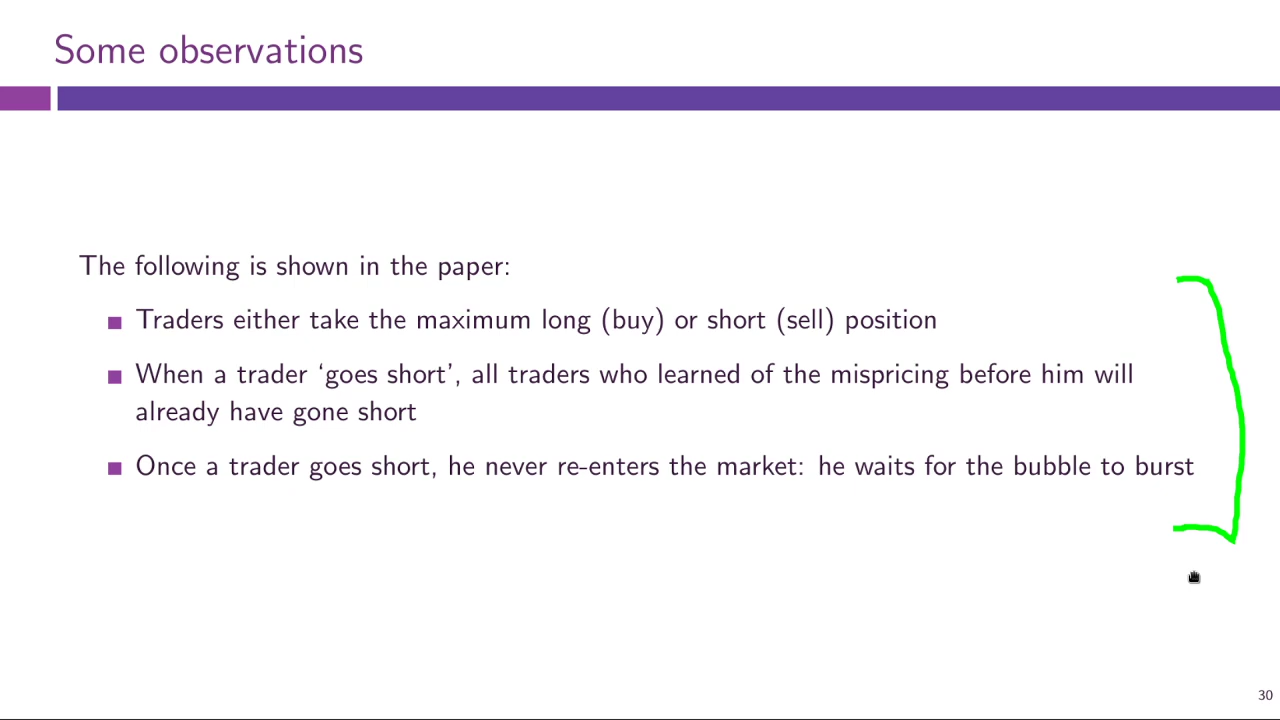 Some observations
The following is shown in the paper:
Traders either take the maximum long (buy) or short (sell) position
When a trader ‘goes short’, all traders who learned of the mispricing before him will
already have gone short
Once a trader goes short, he never re-enters the market: he waits for the bubble to burst
30